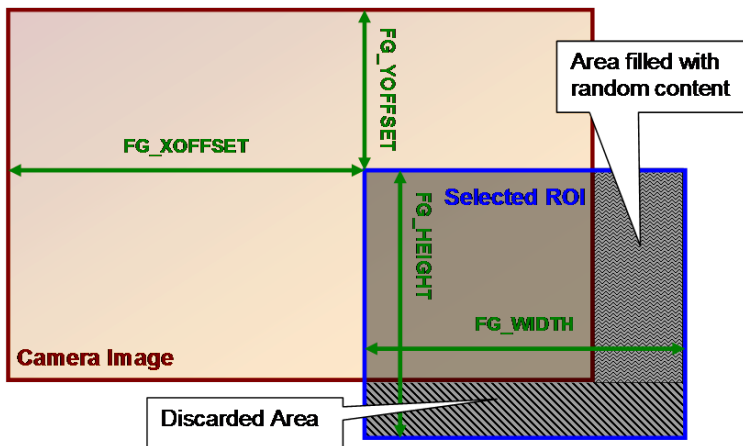 FG_YOFFSET
Area filled with
random content
FG_XOFFSET
Selected ROI
FG_HEIGHT
FG_WIDTH
Camera Image
Discarded Area